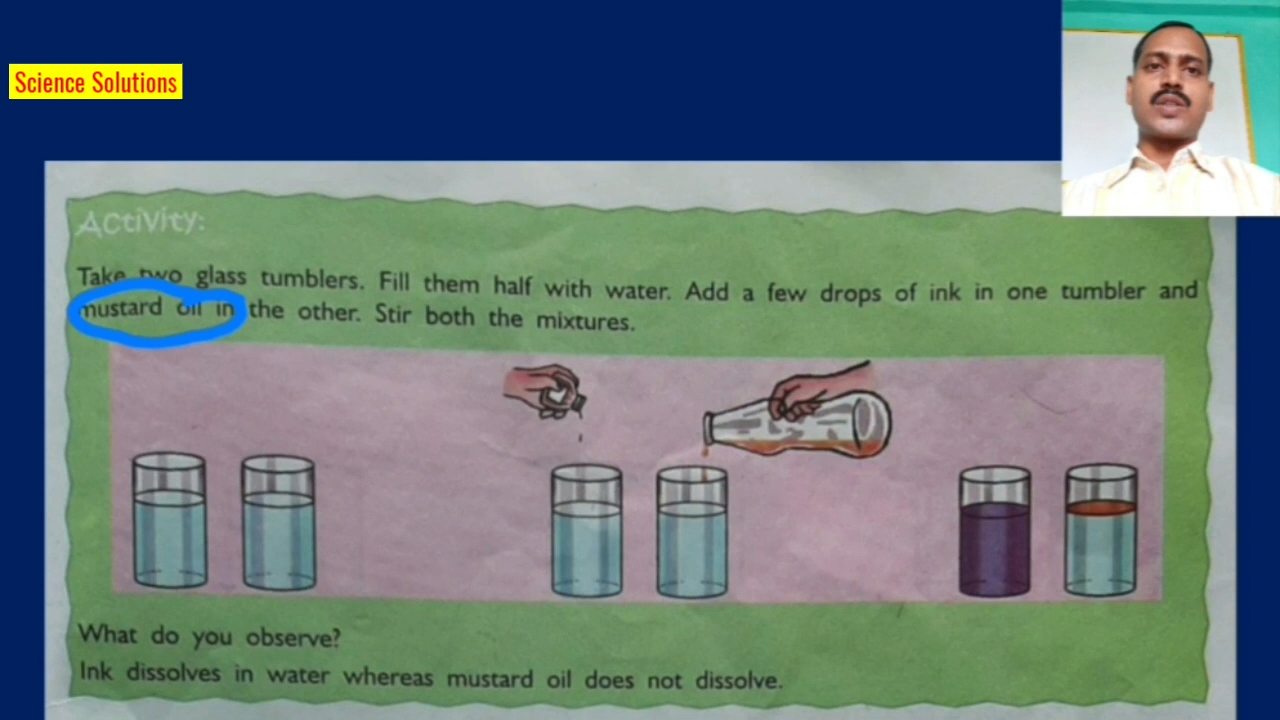 Science Solutions
Activity:
Take two glass tumblers. Fill them half with water. Add a few drops of ink in one tumbler and
mustard oil in the other. Stir both the mixtures.
What do you observe?
Ink dissolves in water whereas mustard oil does not dissolve.